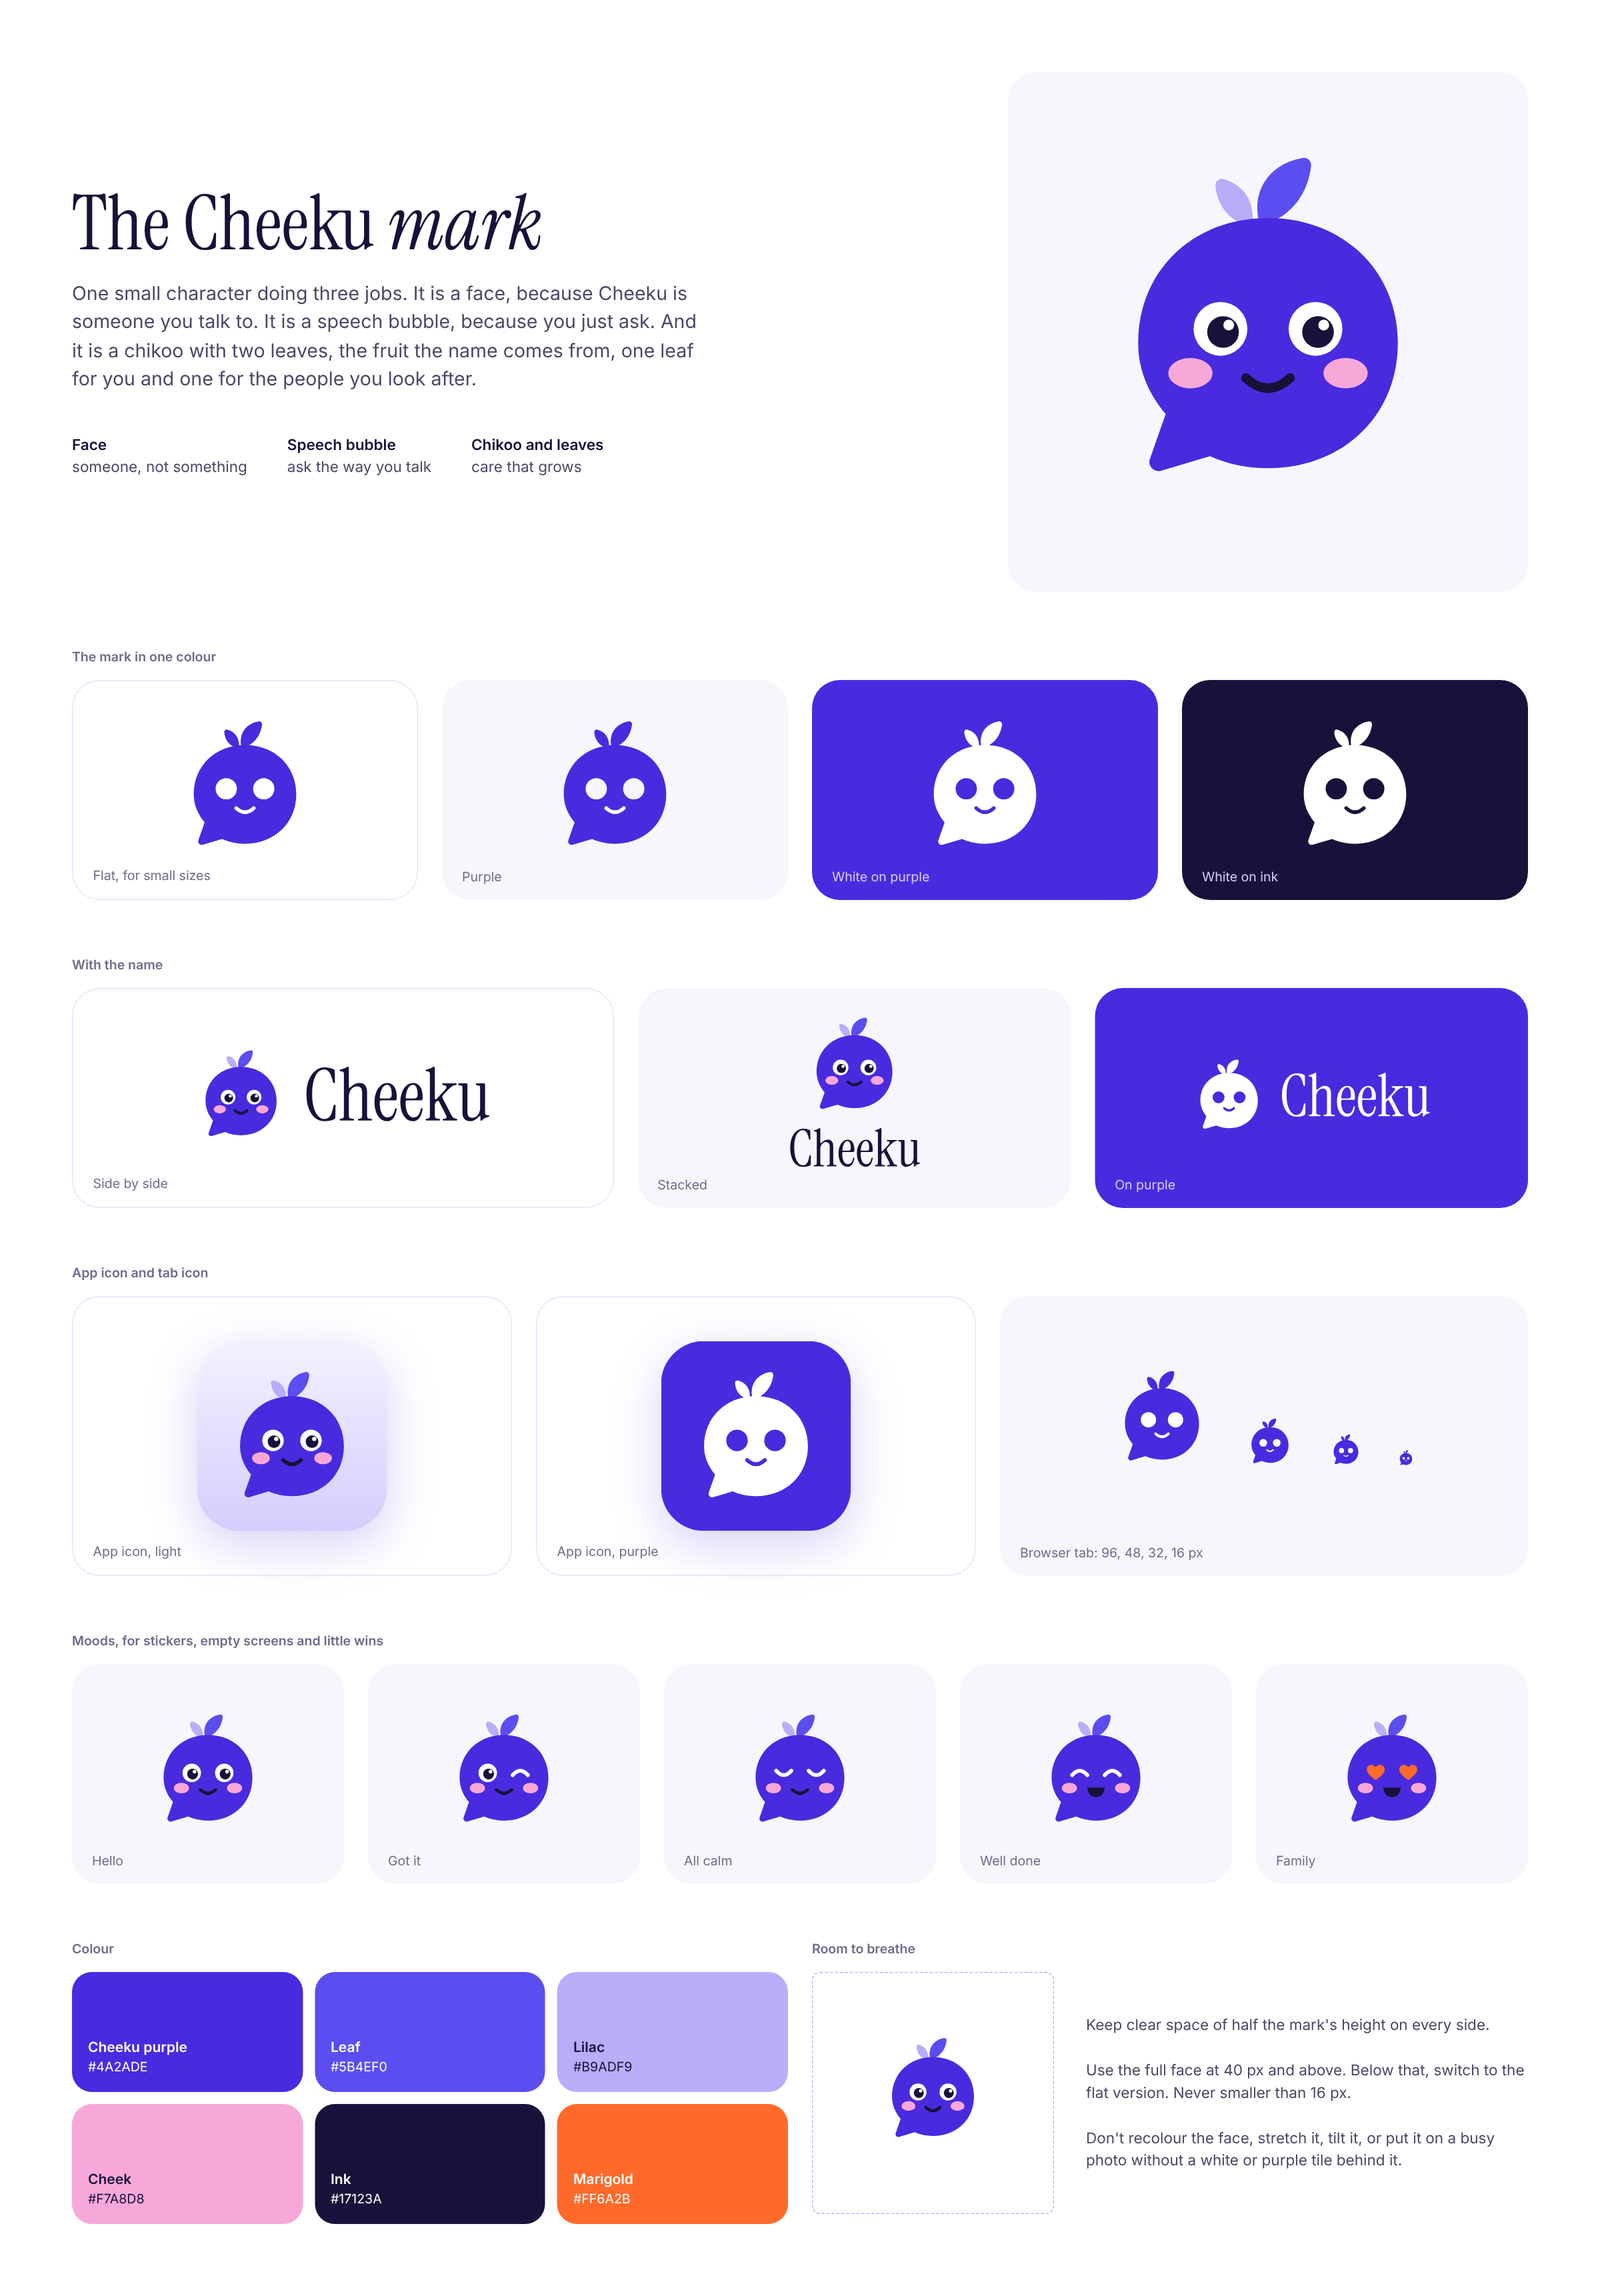 The Cheeku mark
One small character doing three jobs. It is a face, because Cheeku is
someone you talk to. It is a speech bubble, because you just ask. And
it is a chikoo with two leaves, the fruit the name comes from, one leaf
for you and one for the people you look after.
Face
someone, not something
Speech bubble
ask the way you talk
Chikoo and leaves
care that grows
The mark in one colour
Flat, for small sizes
Purple
White on purple
White on ink
With the name
Cheeku
Side by side
Cheeku
Stacked
Cheeku
On purple
App icon and tab icon
App icon, light
App icon, purple
Browser tab: 96, 48, 32, 16 px
Moods, for stickers, empty screens and little wins
Hello
Got it
All calm
Well done
Family
Colour
Cheeku purple
#4A2ADE
Leaf
#5B4EF0
Lilac
#B9ADF9
Cheek
#F7A8D8
Ink
#17123A
Marigold
#FF6A2B
Room to breathe
Keep clear space of half the mark's height on every side.
Use the full face at 40 px and above. Below that, switch to the
flat version. Never smaller than 16 px.
Don't recolour the face, stretch it, tilt it, or put it on a busy
photo without a white or purple tile behind it.